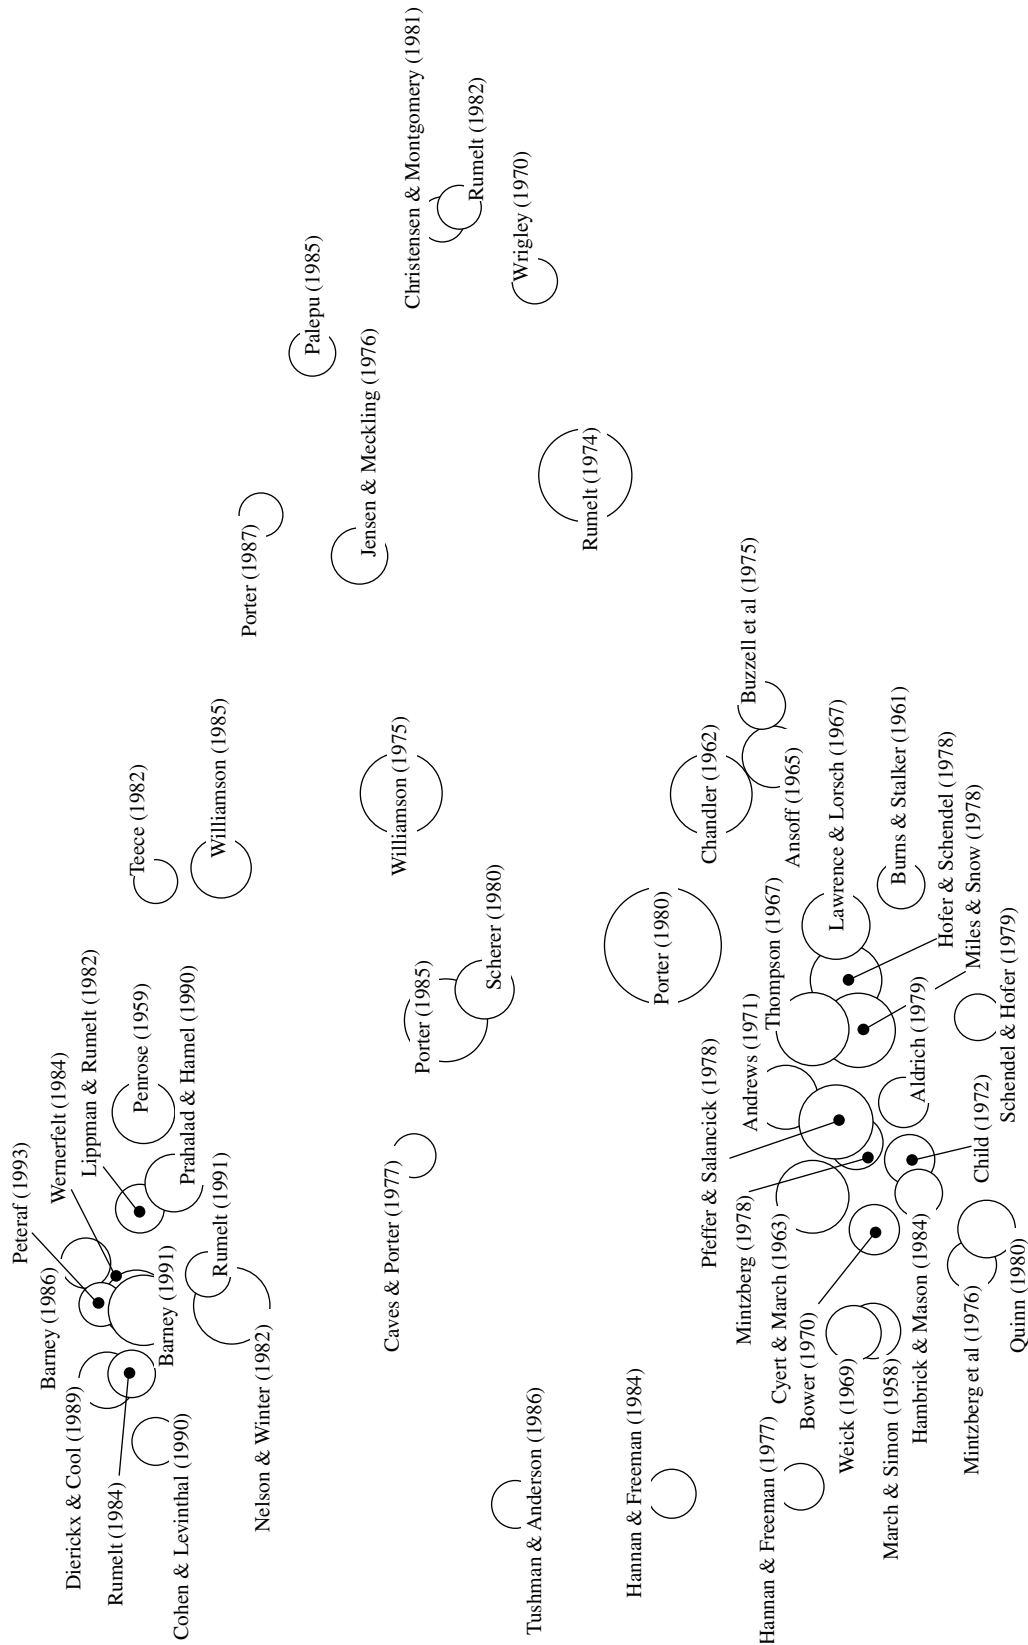 Peteraf (1993)
Wernerfelt (1984)
Lippman & Rumelt (1982)
Barney (1986)
Penrose (1959)
Teece (1982)
Dierickx & Cool (1989)
Rumelt (1984)
Barney (1991)
Prahalad & Hamel (1990)
Cohen & Levinthal (1990)
Rumelt (1991)
Williamson (1985)
Nelson & Winter (1982)
Porter (1987)
Palepu (1985)
Jensen & Meckling (1976)
Caves & Porter (1977)
Williamson (1975)
Christensen & Montgomery (1981)
Porter (1985)
Rumelt (1982)
Scherer (1980)
Wrigley (1970)
Tushman & Anderson (1986)
Rumelt (1974)
Hannan & Freeman (1984)
Porter (1980)
Pfeffer & Salancick (1978)
Chandler (1962)
Mintzberg (1978)
Andrews (1971)
Buzzell et al (1975)
Hannan & Freeman (1977)
Cyert & March (1963)
Thompson (1967)
Ansoff (1965)
Bower (1970)
Lawrence & Lorsch (1967)
Weick (1969)
March & Simon (1958)
Burns & Stalker (1961)
Hambrick & Mason (1984)
Aldrich (1979)
Hofer & Schendel (1978)
Mintzberg et al (1976)
Child (1972)
Miles & Snow (1978)
Quinn (1980)
Schendel & Hofer (1979)